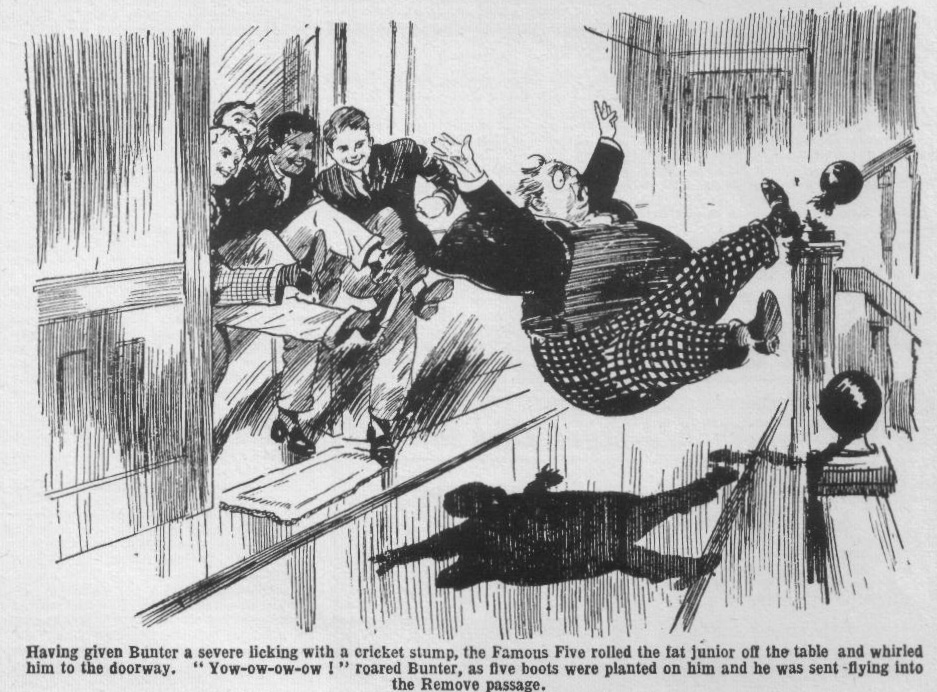 Having given Bunter a severe licking with a cricket stump, the Famous Five rolled the fat junior off the table and whirled
him to the doorway. " Yow-ow-ow-ow ! " roared Bunter, as five boots were planted on him and he was sent flying into
the Remove passage.